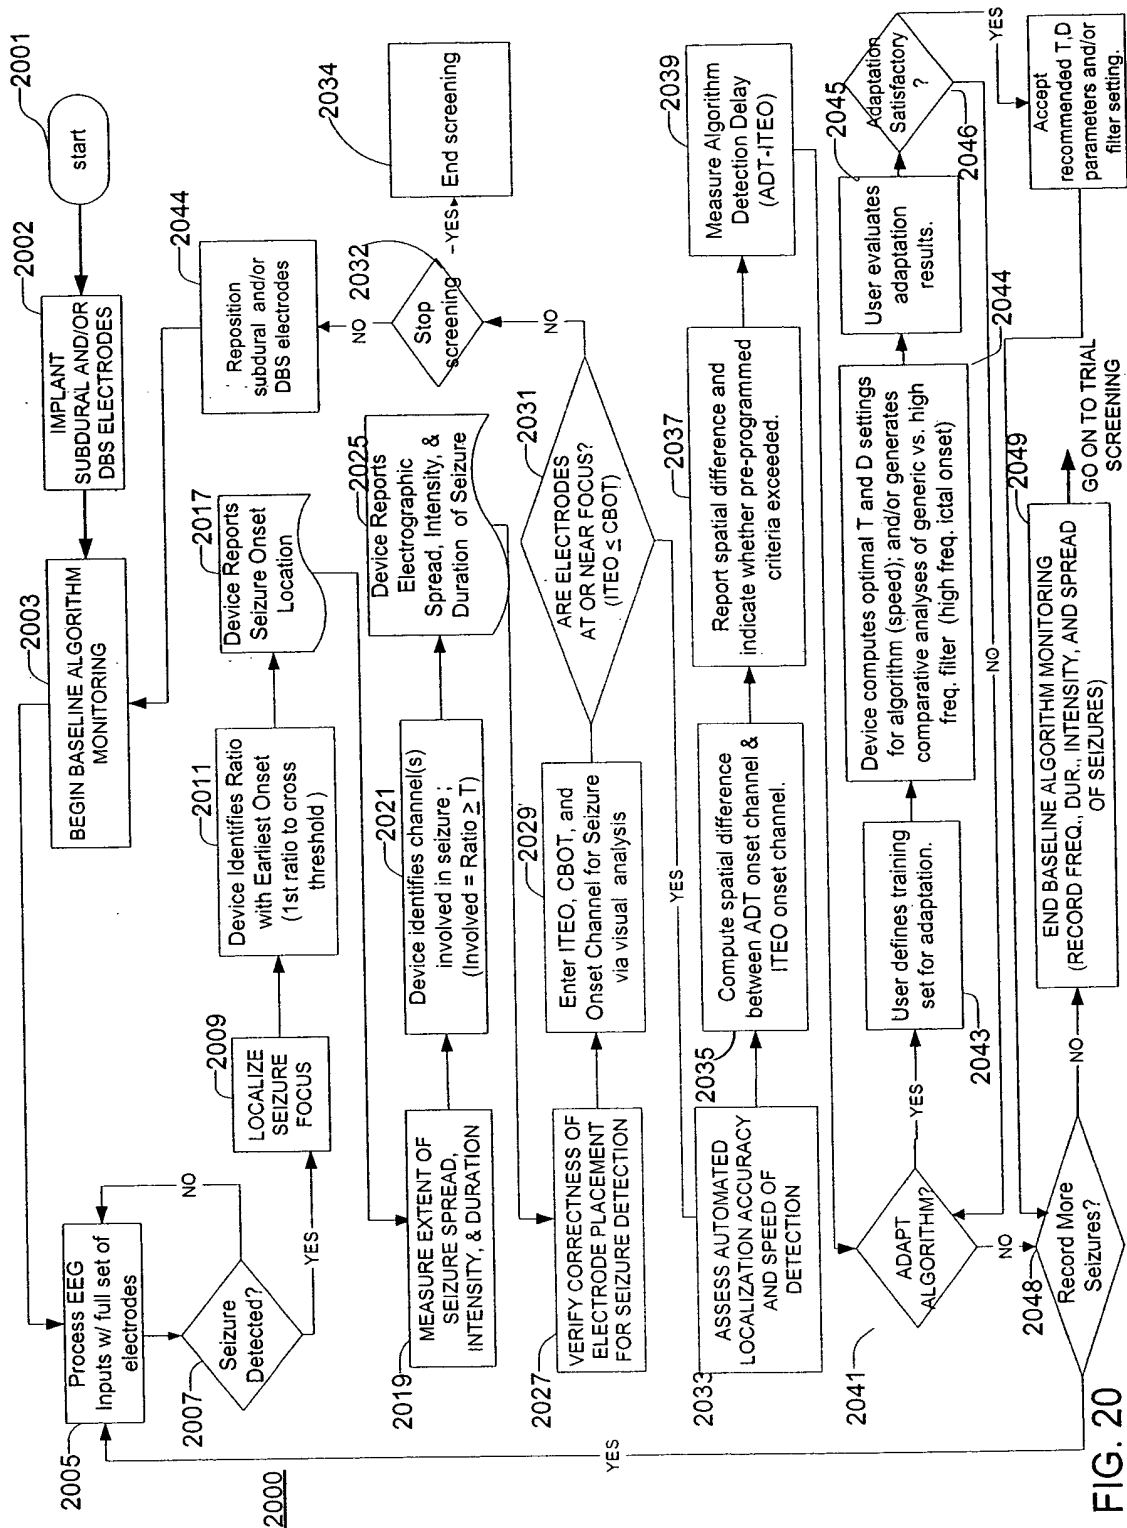 2001
start
2002
IMPLANT
SUBDURAL AND/OR
DBS ELECTRODES
2003
BEGIN BASELINE ALGORITHM
MONITORING
2005
Process EEG
Inputs w/ full set of
electrodes
2007
Seizure
Detected?
NO
YES
2009
LOCALIZE
SEIZURE
FOCUS
2011
Device Identifies Ratio
with Earliest Onset
(1st ratio to cross
threshold )
2017
Device Reports
Seizure Onset
Location
2044
Reposition
subdural and/or
DBS electrodes
2019
MEASURE EXTENT OF
SEIZURE SPREAD,
INTENSITY, & DURATION
2021
Device identifies channel(s)
involved in seizure ;
(Involved = Ratio ≥ T)
2025
Device Reports
Electrographic
Spread, Intensity, &
Duration of Seizure
NO
2032
Stop
screening
YES
2034
End screening
2027
VERIFY CORRECTNESS OF
ELECTRODE PLACEMENT
FOR SEIZURE DETECTION
2029
Enter ITEO, CBOT, and
Onset Channel for Seizure
via visual analysis
2031
ARE ELECTRODES
AT OR NEAR FOCUS?
(ITEO ≤ CBOT)
NO
YES
2033
ASSESS AUTOMATED
LOCALIZATION ACCURACY
AND SPEED OF
DETECTION
2035
Compute spatial difference
between ADT onset channel &
ITEO onset channel.
2037
Report spatial difference and
indicate whether pre-programmed
criteria exceeded.
2039
Measure Algorithm
Detection Delay
(ADT-ITEO)
2041
ADAPT
ALGORITHM?
YES
NO
2043
User defines training
set for adaptation.
2044
Device computes optimal T and D settings
for algorithm (speed); and/or generates
comparative analyses of generic vs. high
freq. filter (high freq. ictal onset)
2045
User evaluates
adaptation
results.
2046
Adaptation
Satisfactory
?
YES
NO
Accept
recommended T,D
parameters and/or
filter setting.
2048
Record More
Seizures?
NO
YES
2049
END BASELINE ALGORITHM MONITORING
(RECORD FREQ., DUR., INTENSITY, AND SPREAD
OF SEIZURES)
GO ON TO TRIAL
SCREENING
2000
FIG. 20